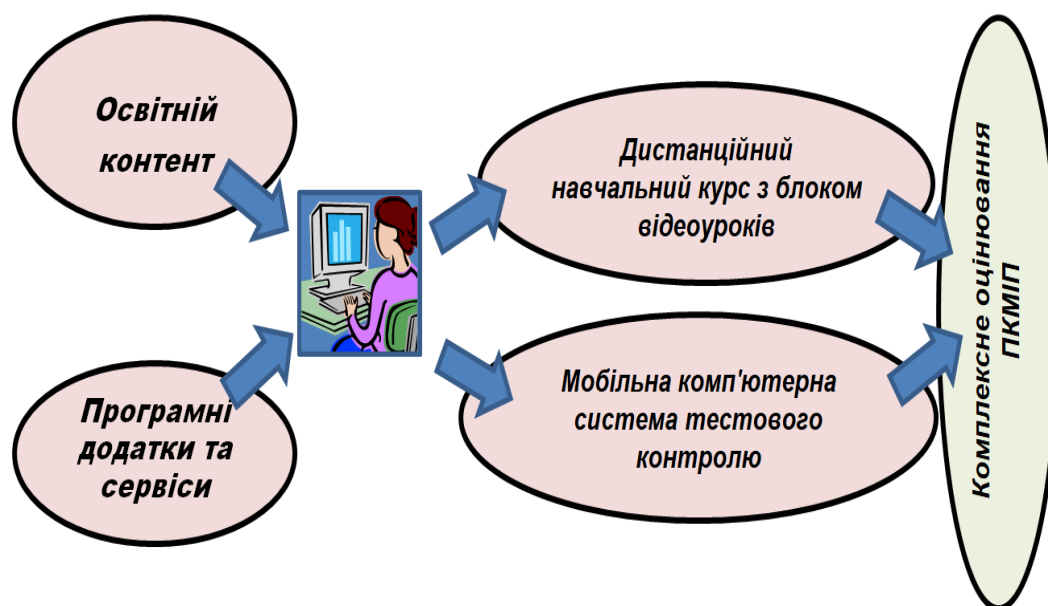 Освітній
контент
Програмні
додатки та
сервіси
Дистанційний
навчальний курс з блоком
відеоуроків
Мобільна комп'ютерна
система тестового
контролю
Комплексне оцінювання
ПКМІП